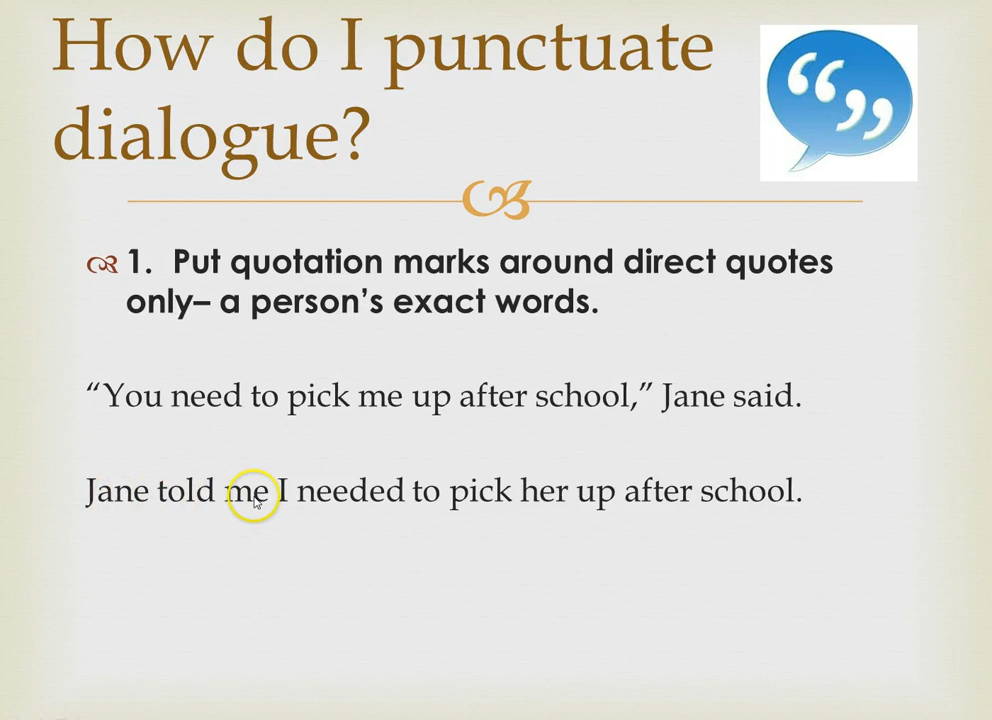 How do I punctuate
dialogue?
1. Put quotation marks around direct quotes
only– a person’s exact words.
“You need to pick me up after school,” Jane said.
Jane told me I needed to pick her up after school.